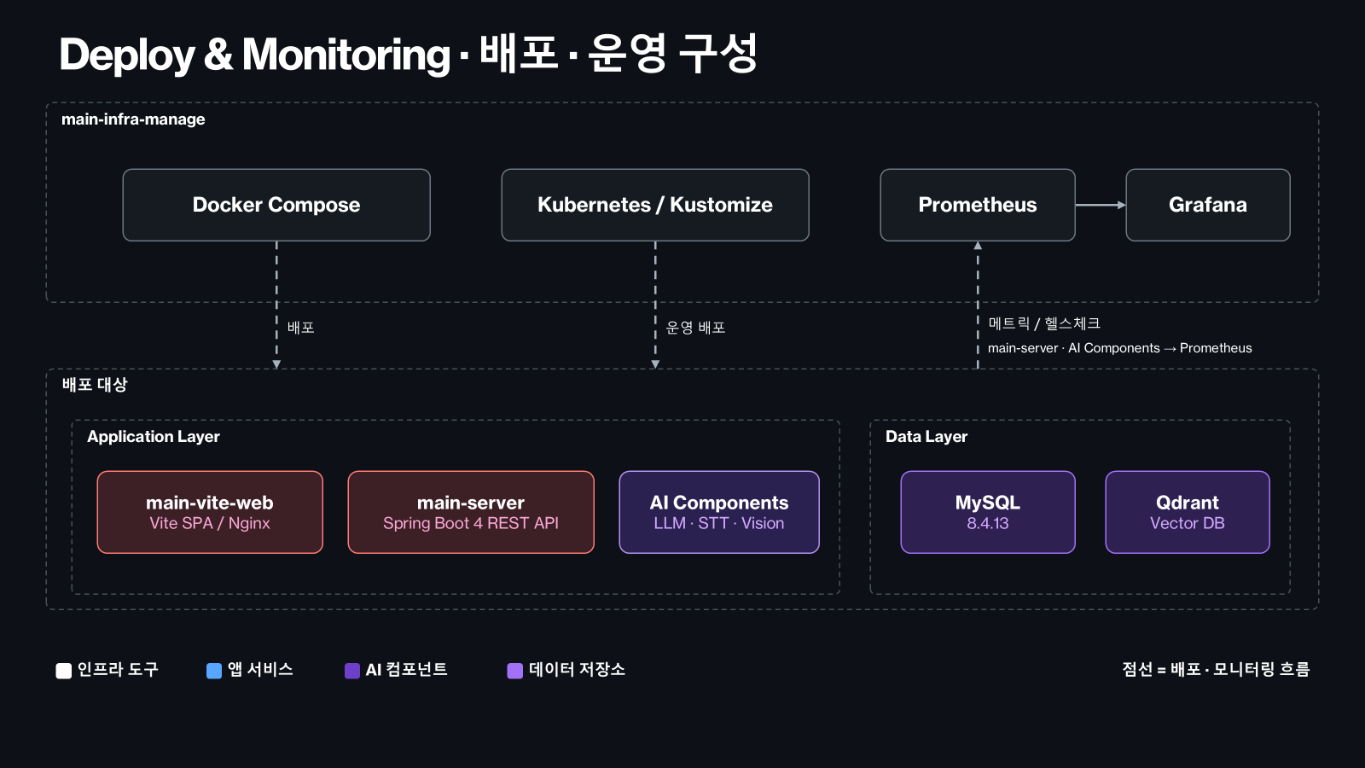 Deploy & Monitoring · 배포 · 운영 구성
main-infra-manage
Docker Compose
Kubernetes / Kustomize
Prometheus
Grafana
배포
운영 배포
메트릭 / 헬스체크
main-server · AI Components → Prometheus
배포 대상
Application Layer
Data Layer
main-vite-web
Vite SPA / Nginx
main-server
Spring Boot 4 REST API
AI Components
LLM · STT · Vision
MySQL
8.4.13
Qdrant
Vector DB
인프라 도구
앱 서비스
AI 컴포넌트
데이터 저장소
점선 = 배포 · 모니터링 흐름